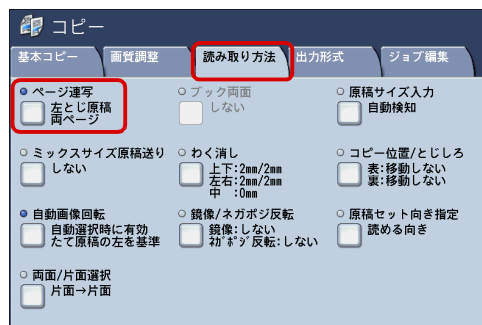 コピー
基本コピー 画質調整 読み取り方法 出力形式 ジョブ編集
ページ連写 ブック両面 原稿サイズ入力
左とじ原稿 しない 自動検知
両ページ
ミックスサイズ原稿送り わく消し コピー位置/とじしろ
しない 上下:2mm/2mm 表:移動しない
左右:2mm/2mm 裏:移動しない
中 :0mm
自動画像回転 鏡像/ネガポジ反転 原稿セット向き指定
自動選択時に有効 鏡像:しない 読める向き
たて原稿の左を基準 ネガポジ反転:しない
両面/片面選択
片面→片面